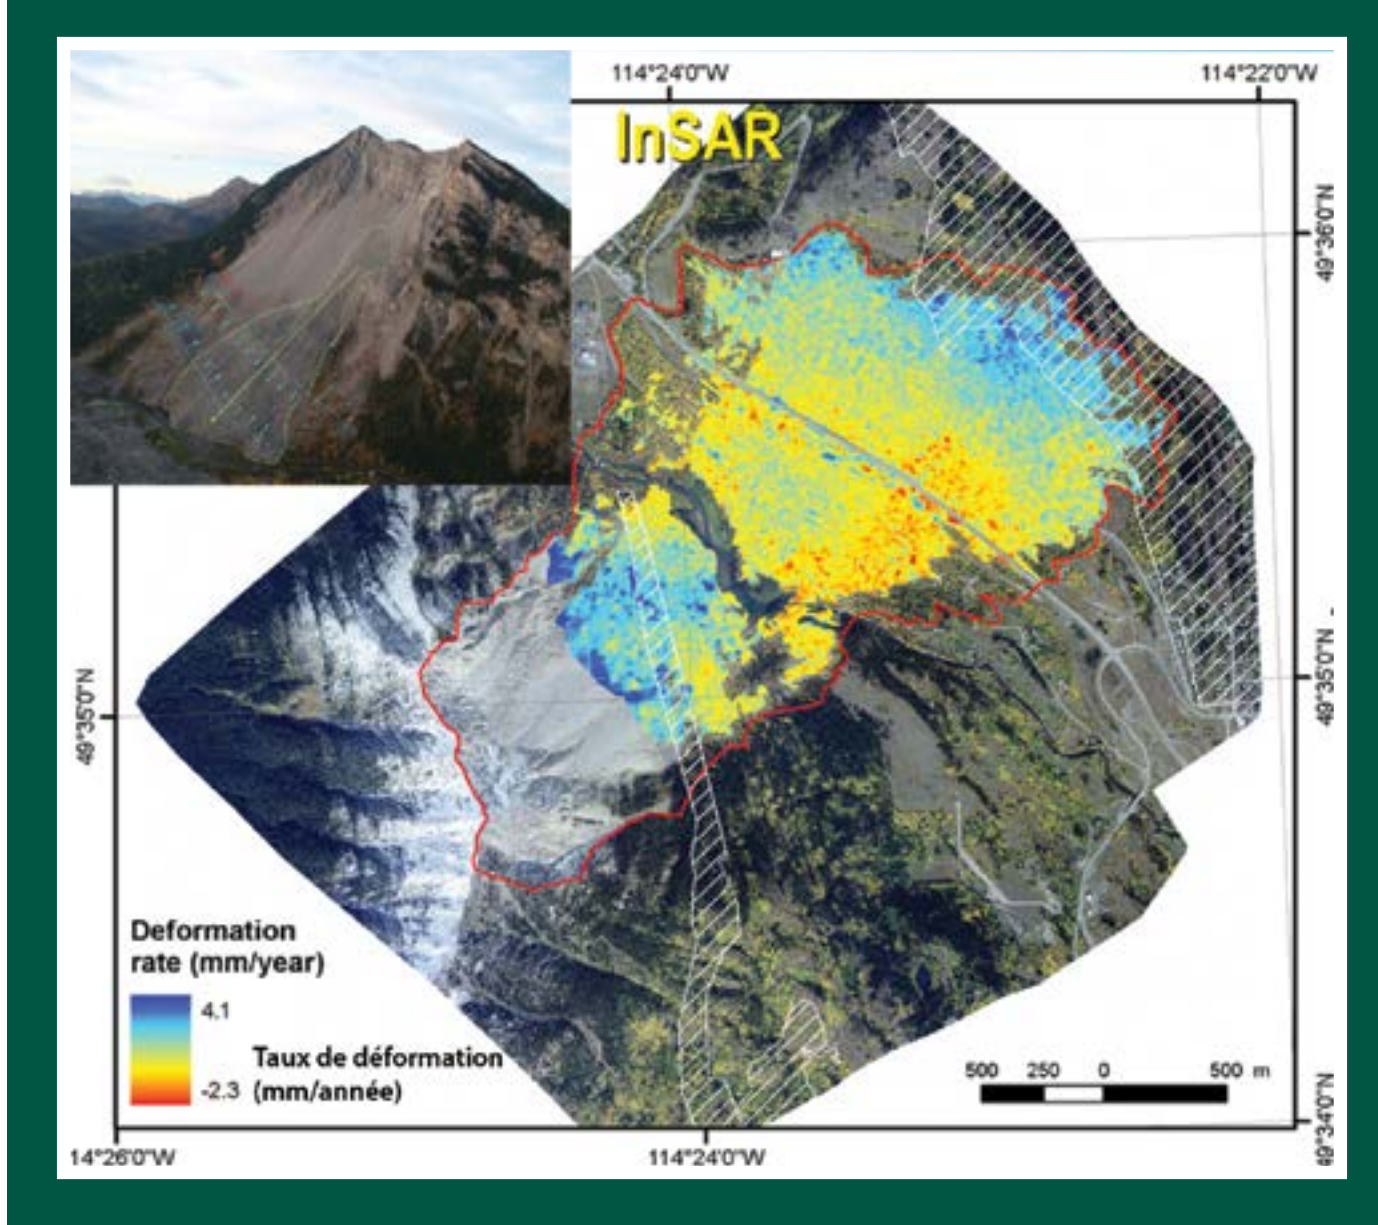 114°24'0"W
114°22'0"W
InSAR
49°36'0"N
49°35'0"N
49°35'0"N
Deformation
rate (mm/year)
4.1
-2.3
Taux de déformation
(mm/année)
500 250 0 500 m
49°34'0"N
14°26'0"W
114°24'0"W